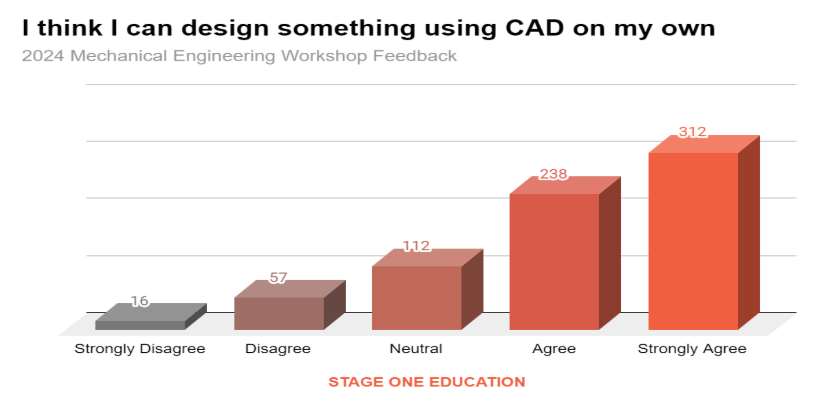 I think I can design something using CAD on my own
2024 Mechanical Engineering Workshop Feedback
312
238
112
57
16
Strongly Disagree Disagree Neutral Agree Strongly Agree
STAGE ONE EDUCATION